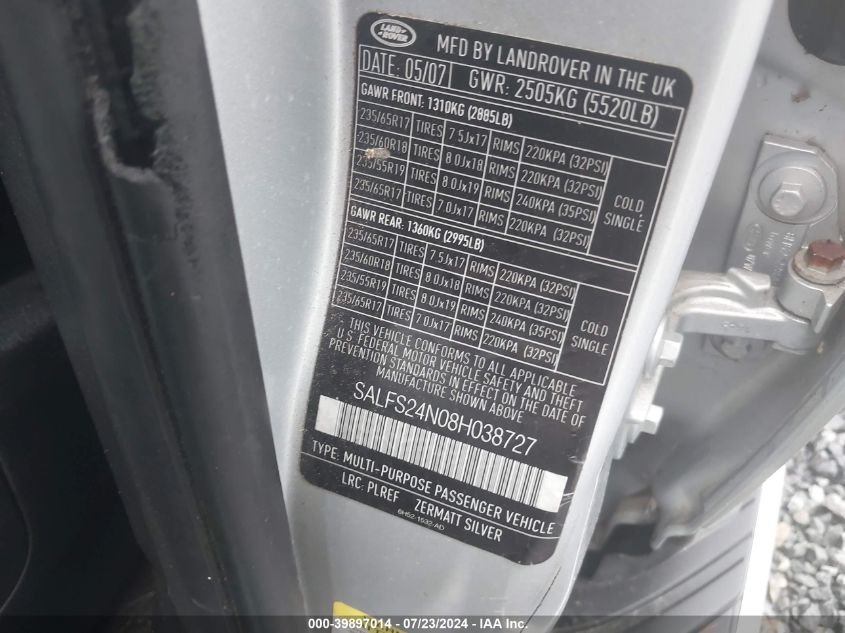 LAND ROVER
MFD BY LANDROVER IN THE UK
DATE: 05/07 GWR: 2505KG (5520LB)
GAWR FRONT: 1310KG (2885LB)
235/65R17 TIRES 7.5Jx17 RIMS 220KPA (32PSI)
235/60R18 TIRES 8.0Jx18 RIMS 220KPA (32PSI)
235/55R19 TIRES 8.0Jx19 RIMS 240KPA (35PSI)
235/65R17 TIRES 7.0Jx17 RIMS 220KPA (32PSI)
COLD
SINGLE
GAWR REAR: 1360KG (2995LB)
235/65R17 TIRES 7.5Jx17 RIMS 220KPA (32PSI)
235/60R18 TIRES 8.0Jx18 RIMS 220KPA (32PSI)
235/55R19 TIRES 8.0Jx19 RIMS 240KPA (35PSI)
235/65R17 TIRES 7.0Jx17 RIMS 220KPA (32PSI)
COLD
SINGLE
THIS VEHICLE CONFORMS TO ALL APPLICABLE
U.S. FEDERAL MOTOR VEHICLE SAFETY AND THEFT
PREVENTION STANDARDS IN EFFECT ON THE DATE OF
MANUFACTURE SHOWN ABOVE
SALFS24N08H038727
TYPE: MULTI-PURPOSE PASSENGER VEHICLE
LRC: PLREF ZERMATT SILVER
6H52-1532-AD
000-39897014 - 07/23/2024 - IAA Inc.